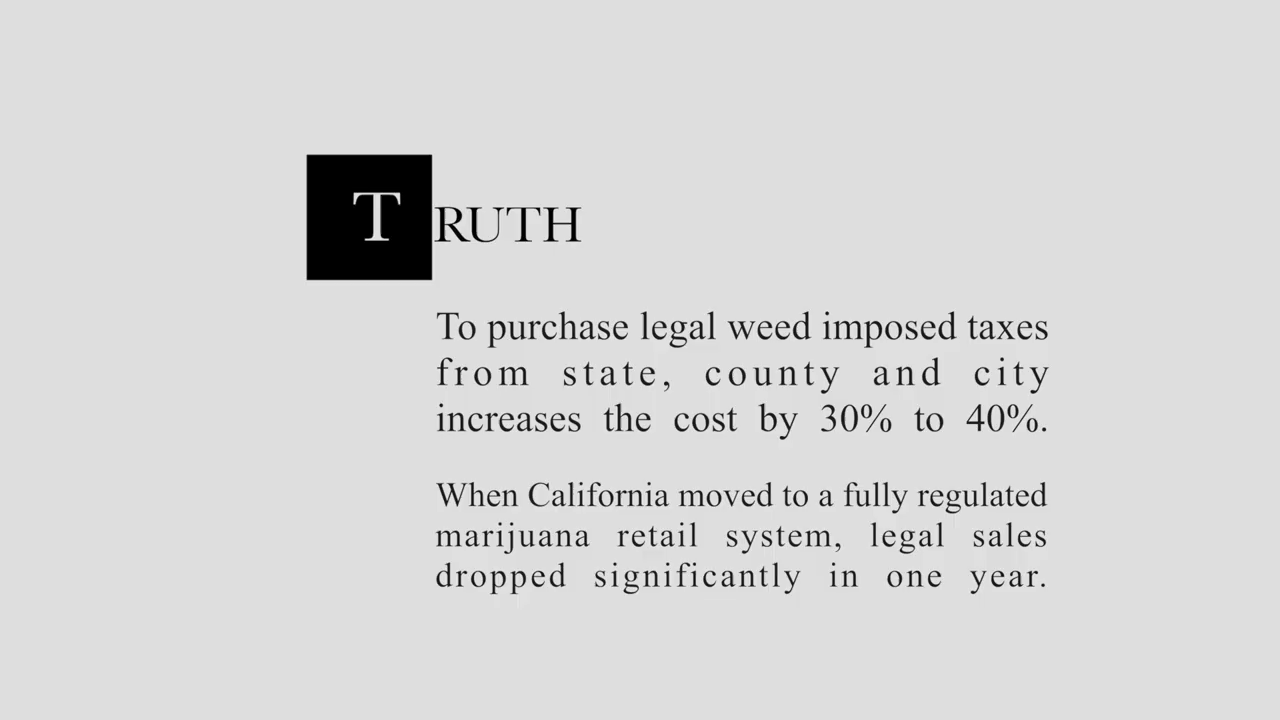 TRUTH
To purchase legal weed imposed taxes
from state, county and city
increases the cost by 30% to 40%.
When California moved to a fully regulated
marijuana retail system, legal sales
dropped significantly in one year.